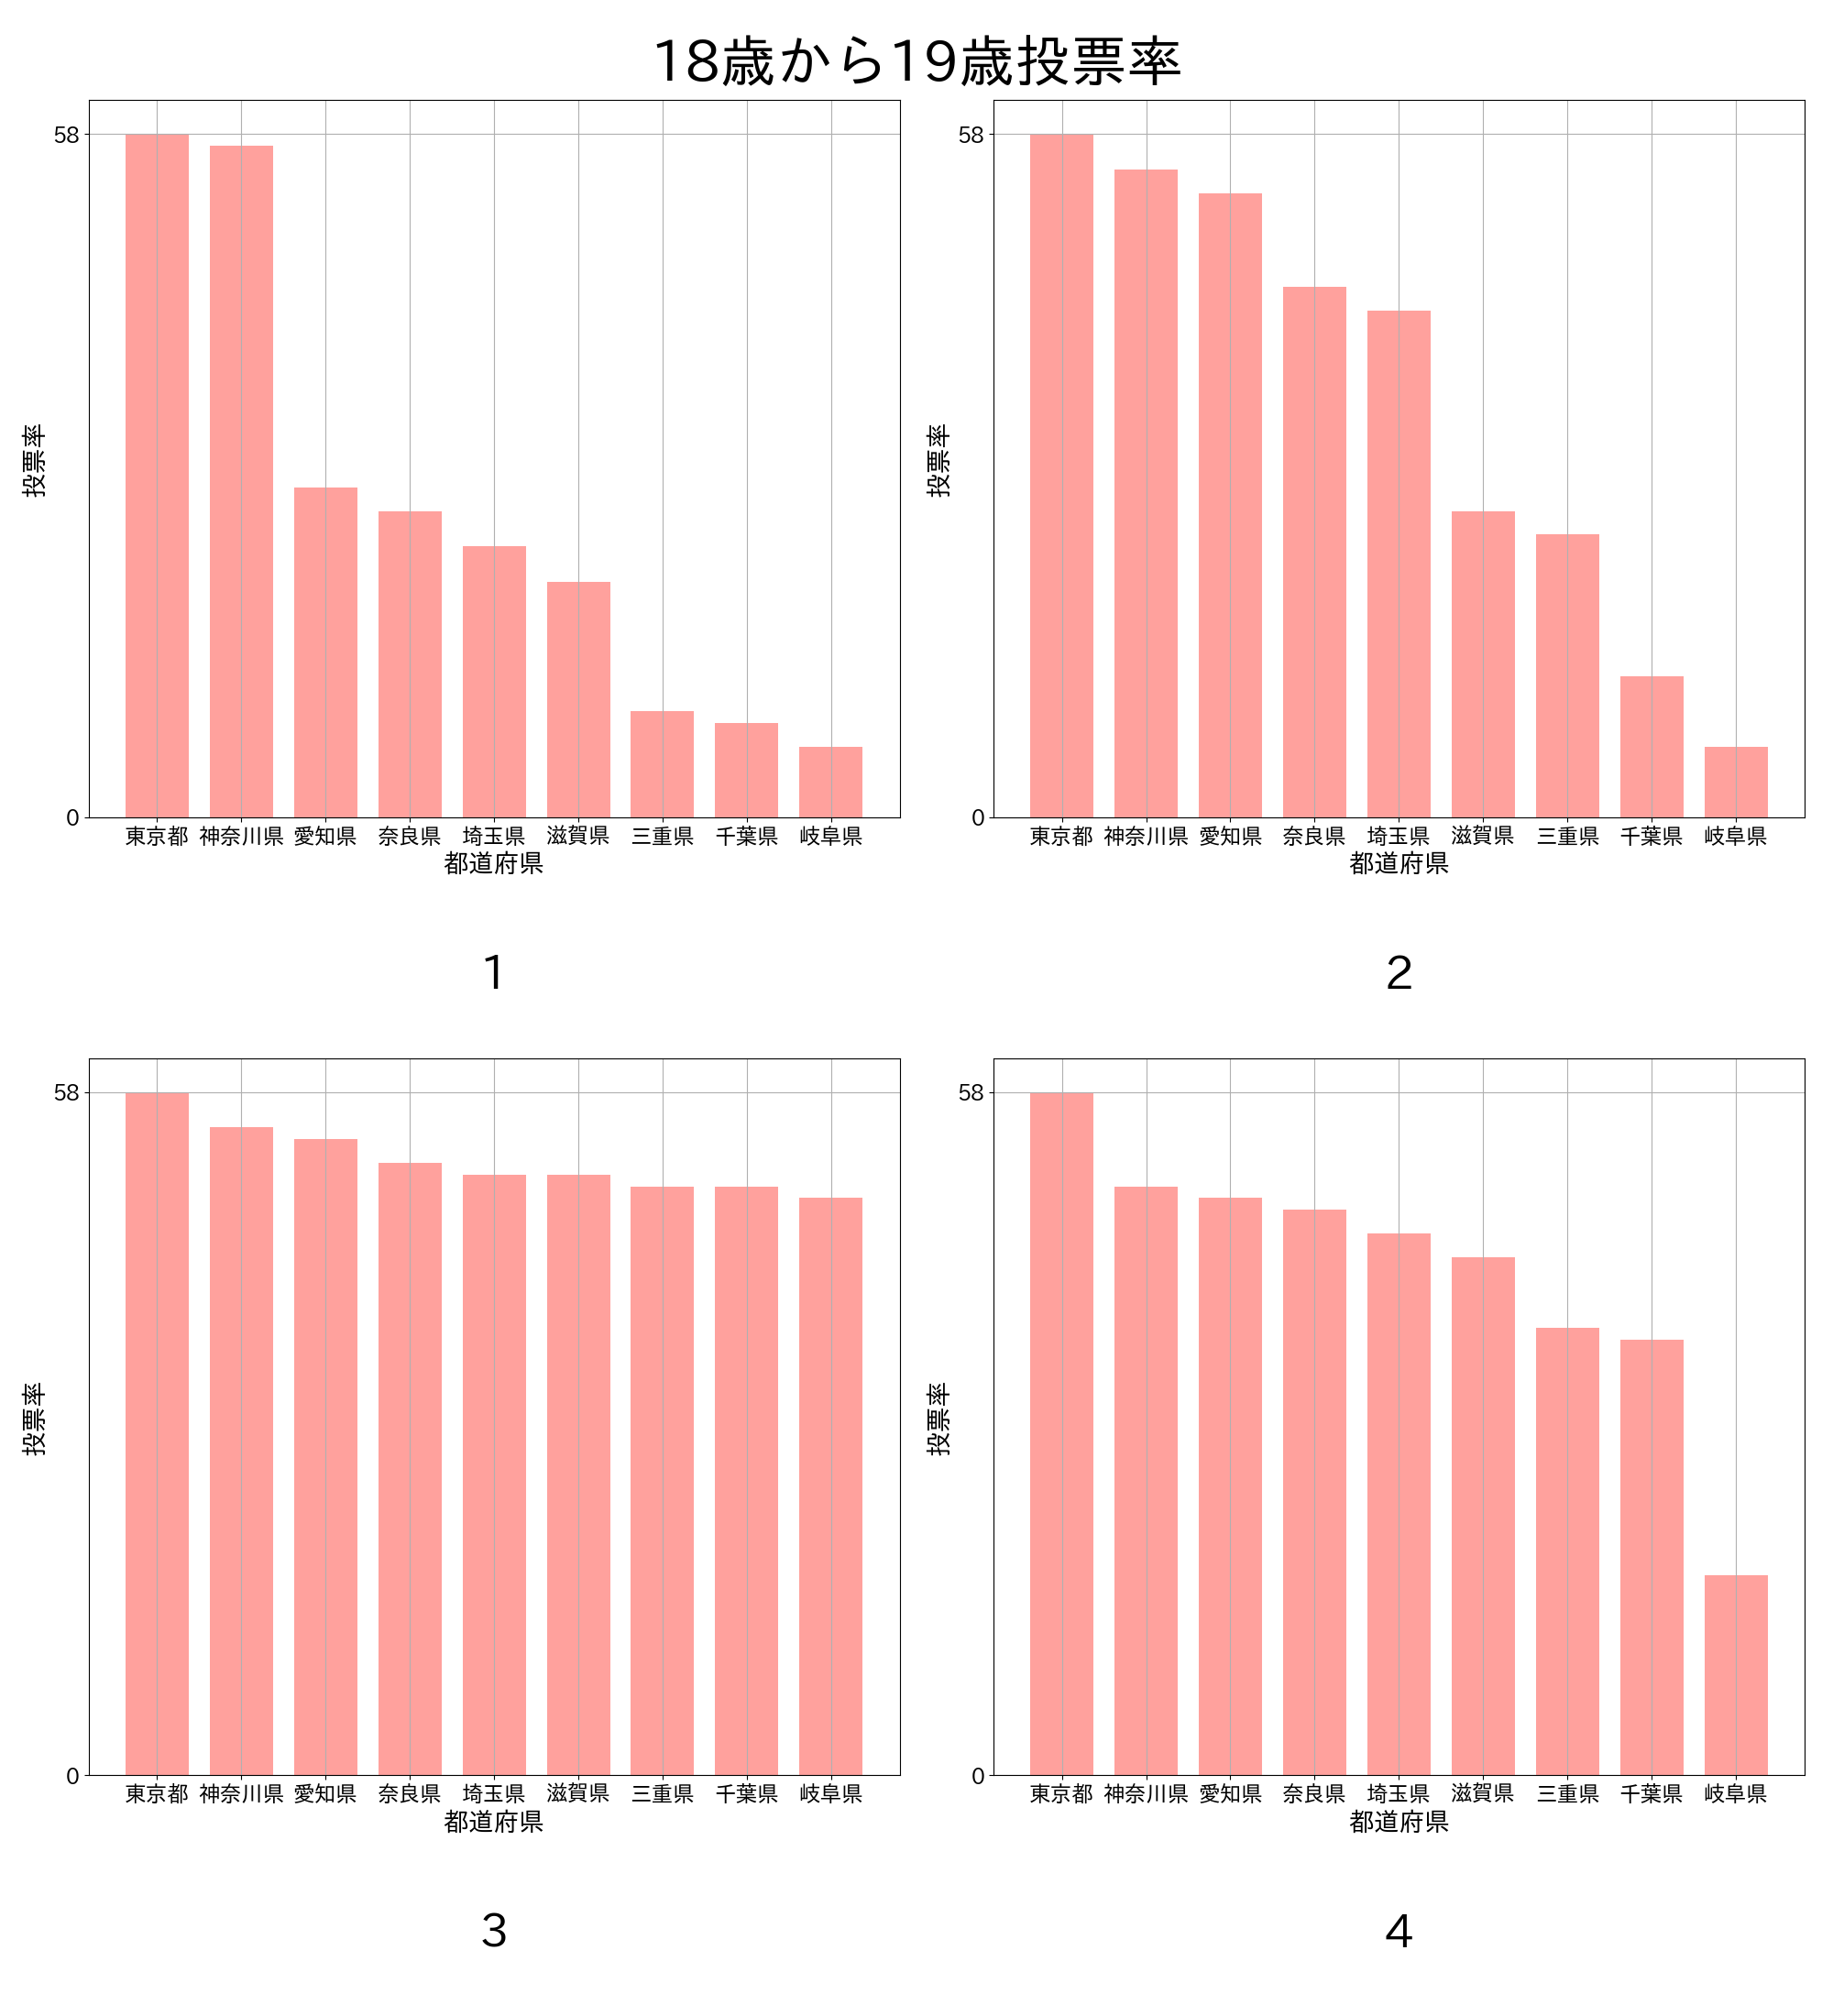 18歳から19歳投票率
58
0
投票率
東京都 神奈川県 愛知県 奈良県 埼玉県 滋賀県 三重県 千葉県 岐阜県
都道府県
1
58
0
投票率
東京都 神奈川県 愛知県 奈良県 埼玉県 滋賀県 三重県 千葉県 岐阜県
都道府県
2
58
0
投票率
東京都 神奈川県 愛知県 奈良県 埼玉県 滋賀県 三重県 千葉県 岐阜県
都道府県
3
58
0
投票率
東京都 神奈川県 愛知県 奈良県 埼玉県 滋賀県 三重県 千葉県 岐阜県
都道府県
4